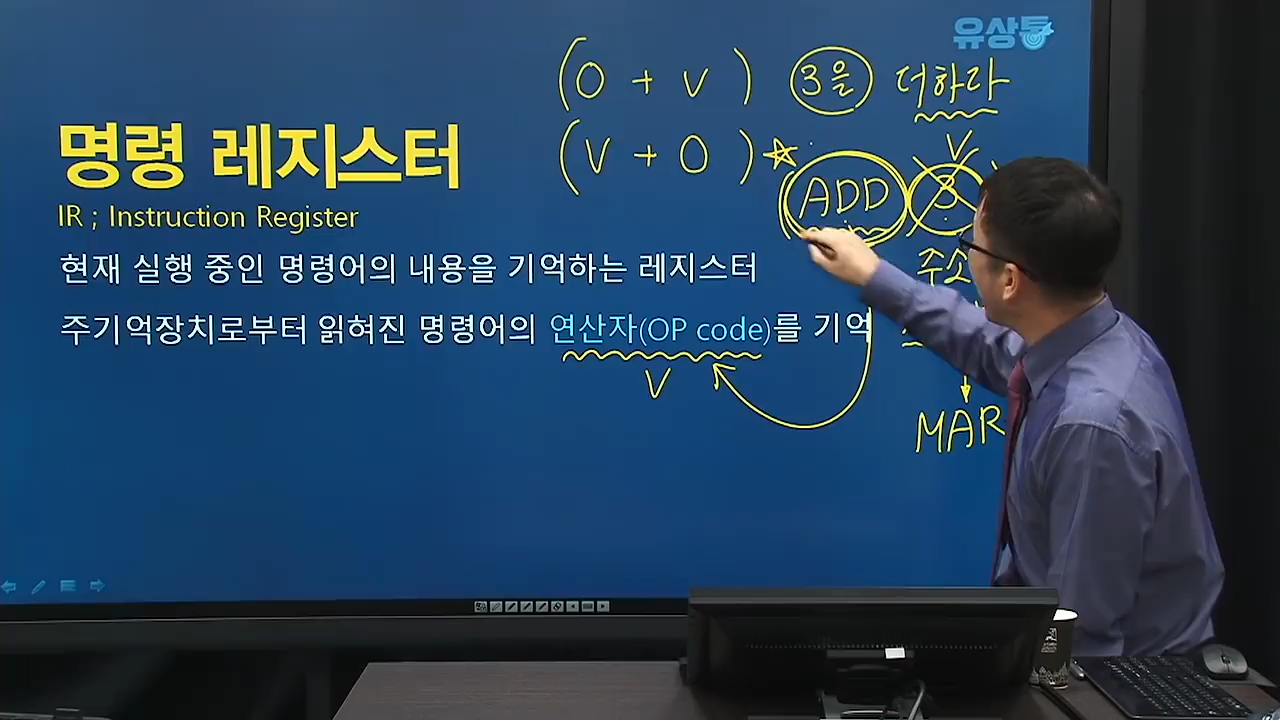 유상통
(O + V) 3을 더하라
(V + O) ☆ ADD 3
V
주소
명령 레지스터
IR ; Instruction Register
현재 실행 중인 명령어의 내용을 기억하는 레지스터
주기억장치로부터 읽혀진 명령어의 연산자(OP code)를 기억
V
MAR